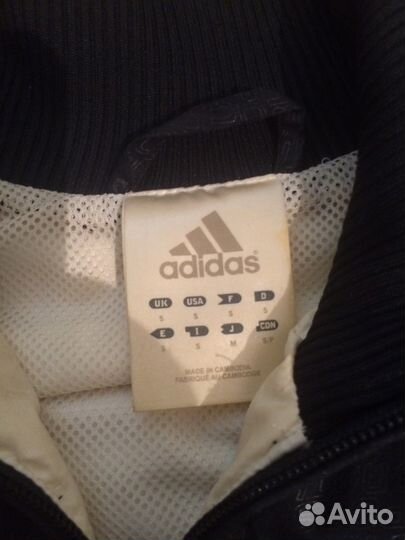 adidas
UK USA F D
S S S S
E I J CDN
S S M S/P
MADE IN CAMBODIA
FABRIQUE AU CAMBODGE
Avito